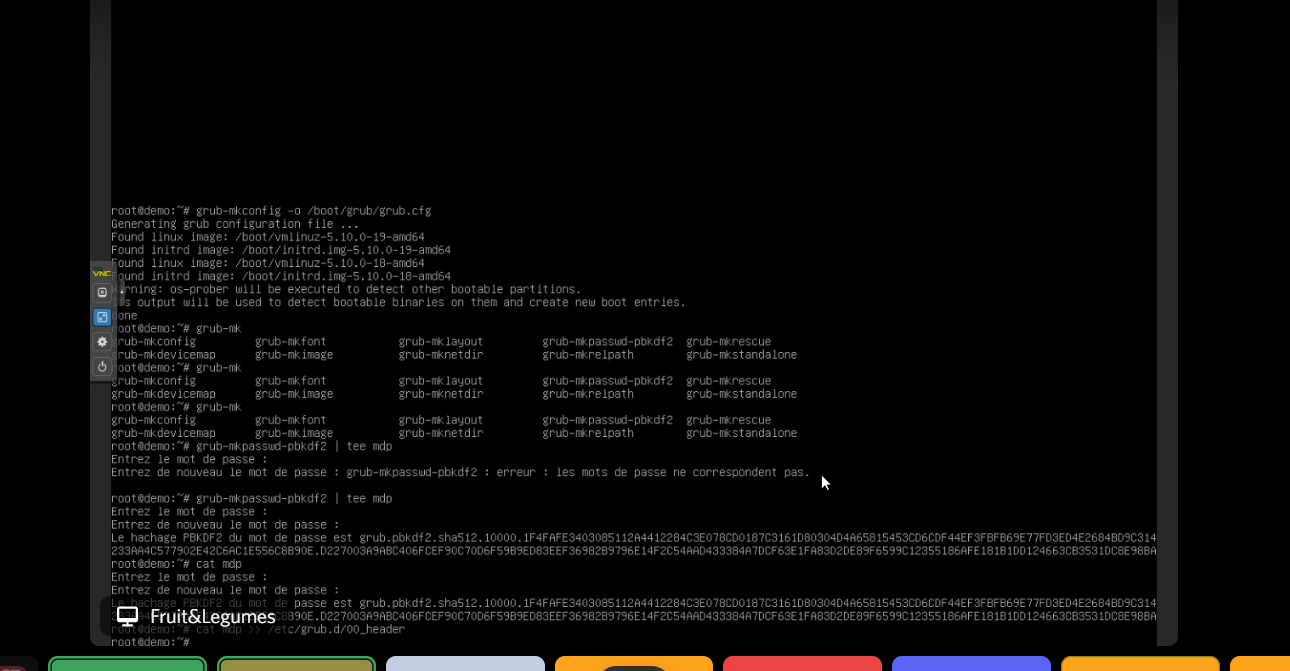 root@demo:~# grub-mkconfig -o /boot/grub/grub.cfg
Generating grub configuration file ...
Found linux image: /boot/vmlinuz-5.10.0-19-amd64
Found initrd image: /boot/initrd.img-5.10.0-19-amd64
Found linux image: /boot/vmlinuz-5.10.0-18-amd64
VNC
Found initrd image: /boot/initrd.img-5.10.0-18-amd64
Warning: os-prober will be executed to detect other bootable partitions.
Its output will be used to detect bootable binaries on them and create new boot entries.
done
root@demo:~# grub-mk
grub-mkconfig grub-mkfont grub-mklayout grub-mkpasswd-pbkdf2 grub-mkrescue
grub-mkdevicemap grub-mkimage grub-mknetdir grub-mkrelpath grub-mkstandalone
root@demo:~# grub-mk
grub-mkconfig grub-mkfont grub-mklayout grub-mkpasswd-pbkdf2 grub-mkrescue
grub-mkdevicemap grub-mkimage grub-mknetdir grub-mkrelpath grub-mkstandalone
root@demo:~# grub-mk
grub-mkconfig grub-mkfont grub-mklayout grub-mkpasswd-pbkdf2 grub-mkrescue
grub-mkdevicemap grub-mkimage grub-mknetdir grub-mkrelpath grub-mkstandalone
root@demo:~# grub-mkpasswd-pbkdf2 | tee mdp
Entrez le mot de passe :
Entrez de nouveau le mot de passe : grub-mkpasswd-pbkdf2 : erreur : les mots de passe ne correspondent pas.
root@demo:~# grub-mkpasswd-pbkdf2 | tee mdp
Entrez le mot de passe :
Entrez de nouveau le mot de passe :
Le hachage PBKDF2 du mot de passe est grub.pbkdf2.sha512.10000.1F4FAFE3403085112A4412284C3E078CD0187C3161D80304D4A65815453CD6CDF44EF3FBFB69E77FD3ED4E2684BD9C314
233AA4C577902E42C6AC1E556C8B90E.D227003A9ABC406FCEF90C70D6F59B9ED83EEF36982B9796E14F2C54AAD433384A7DCF63E1FA83D2DE89F6599C12355186AFE181B1DD124663CB3531DC8E98BA
root@demo:~# cat mdp
Entrez le mot de passe :
Entrez de nouveau le mot de passe :
Le hachage PBKDF2 du mot de passe est grub.pbkdf2.sha512.10000.1F4FAFE3403085112A4412284C3E078CD0187C3161D80304D4A65815453CD6CDF44EF3FBFB69E77FD3ED4E2684BD9C314
Fruit&Legumes
root@demo:~# cat mdp >> /etc/grub.d/00_header
root@demo:~#